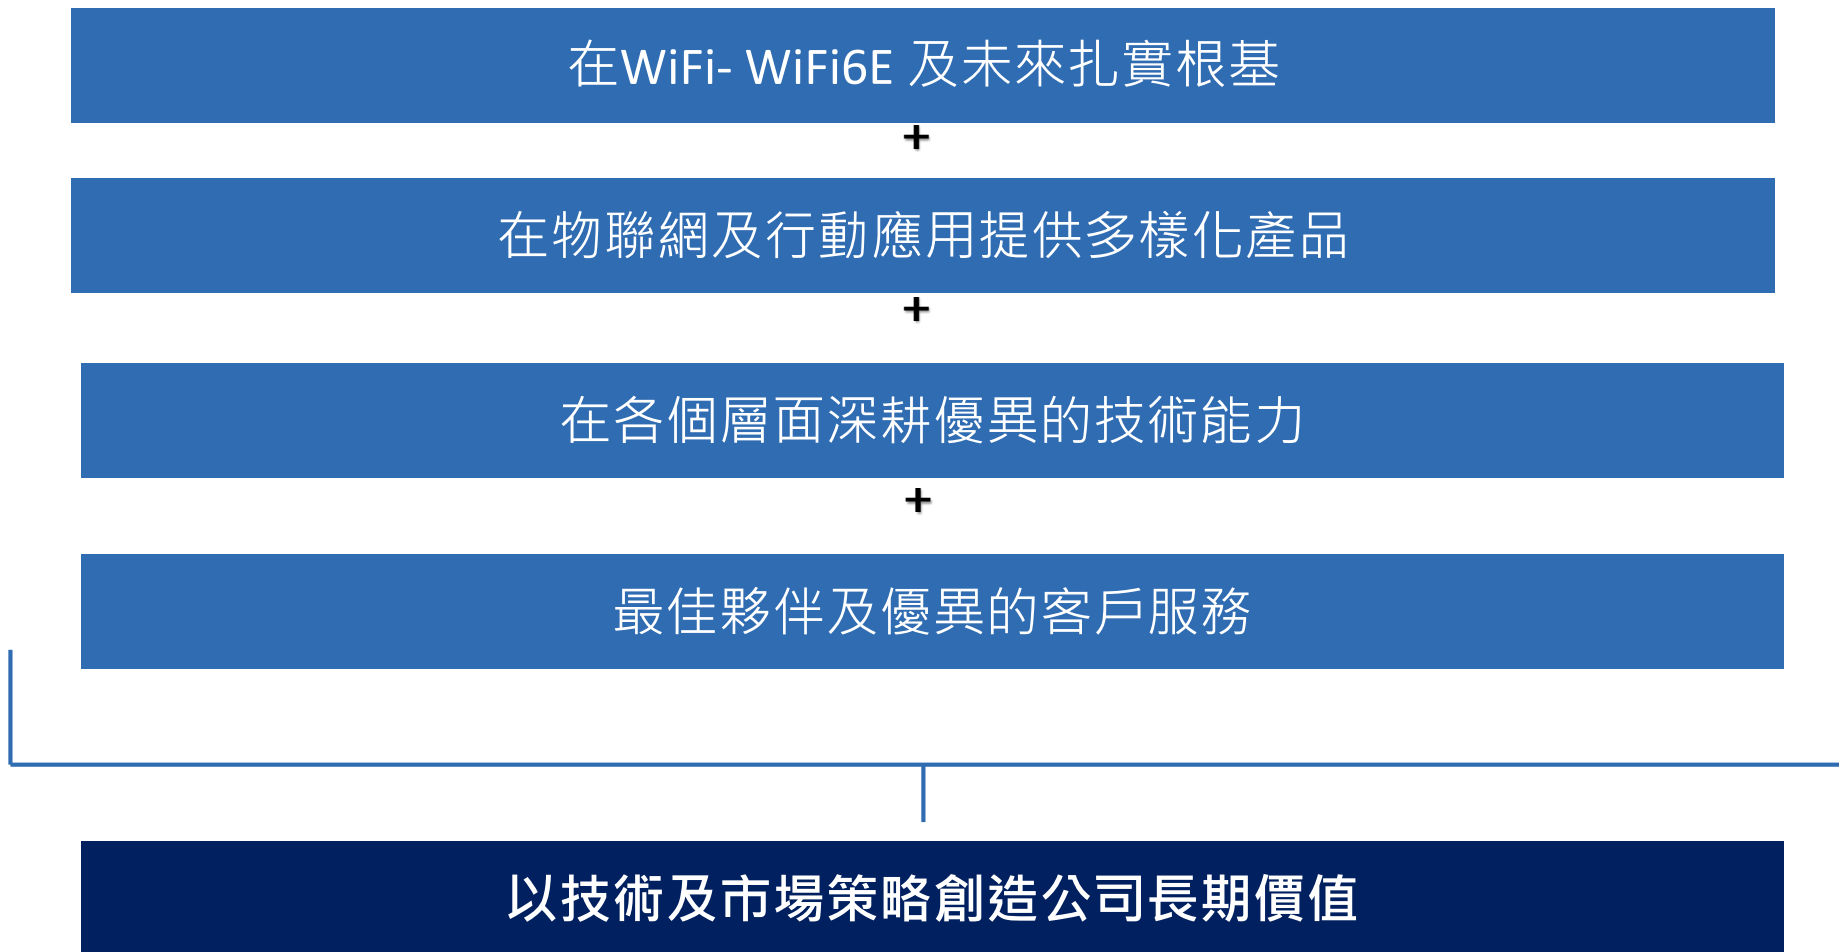 在WiFi- WiFi6E 及未來扎實根基
+
在物聯網及行動應用提供多樣化產品
+
在各個層面深耕優異的技術能力
+
最佳夥伴及優異的客戶服務
以技術及市場策略創造公司長期價值